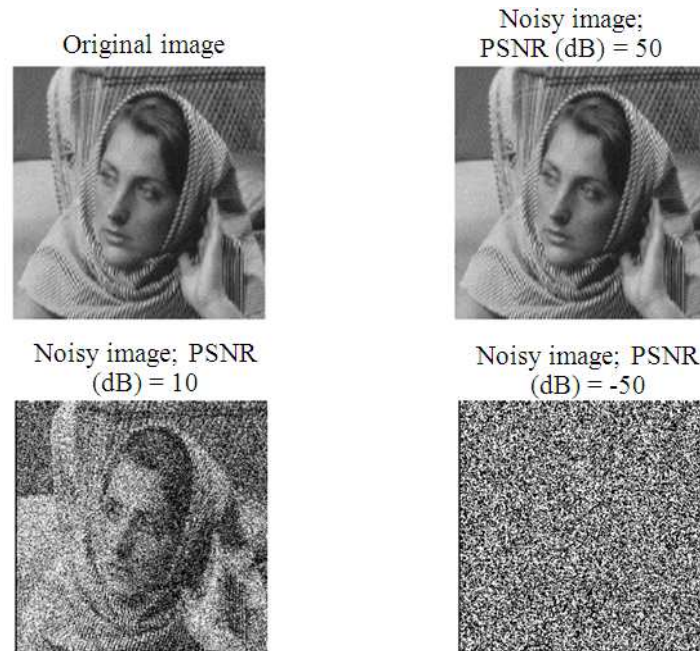 Original image
Noisy image;
PSNR (dB) = 50
Noisy image; PSNR
(dB) = 10
Noisy image; PSNR
(dB) = -50